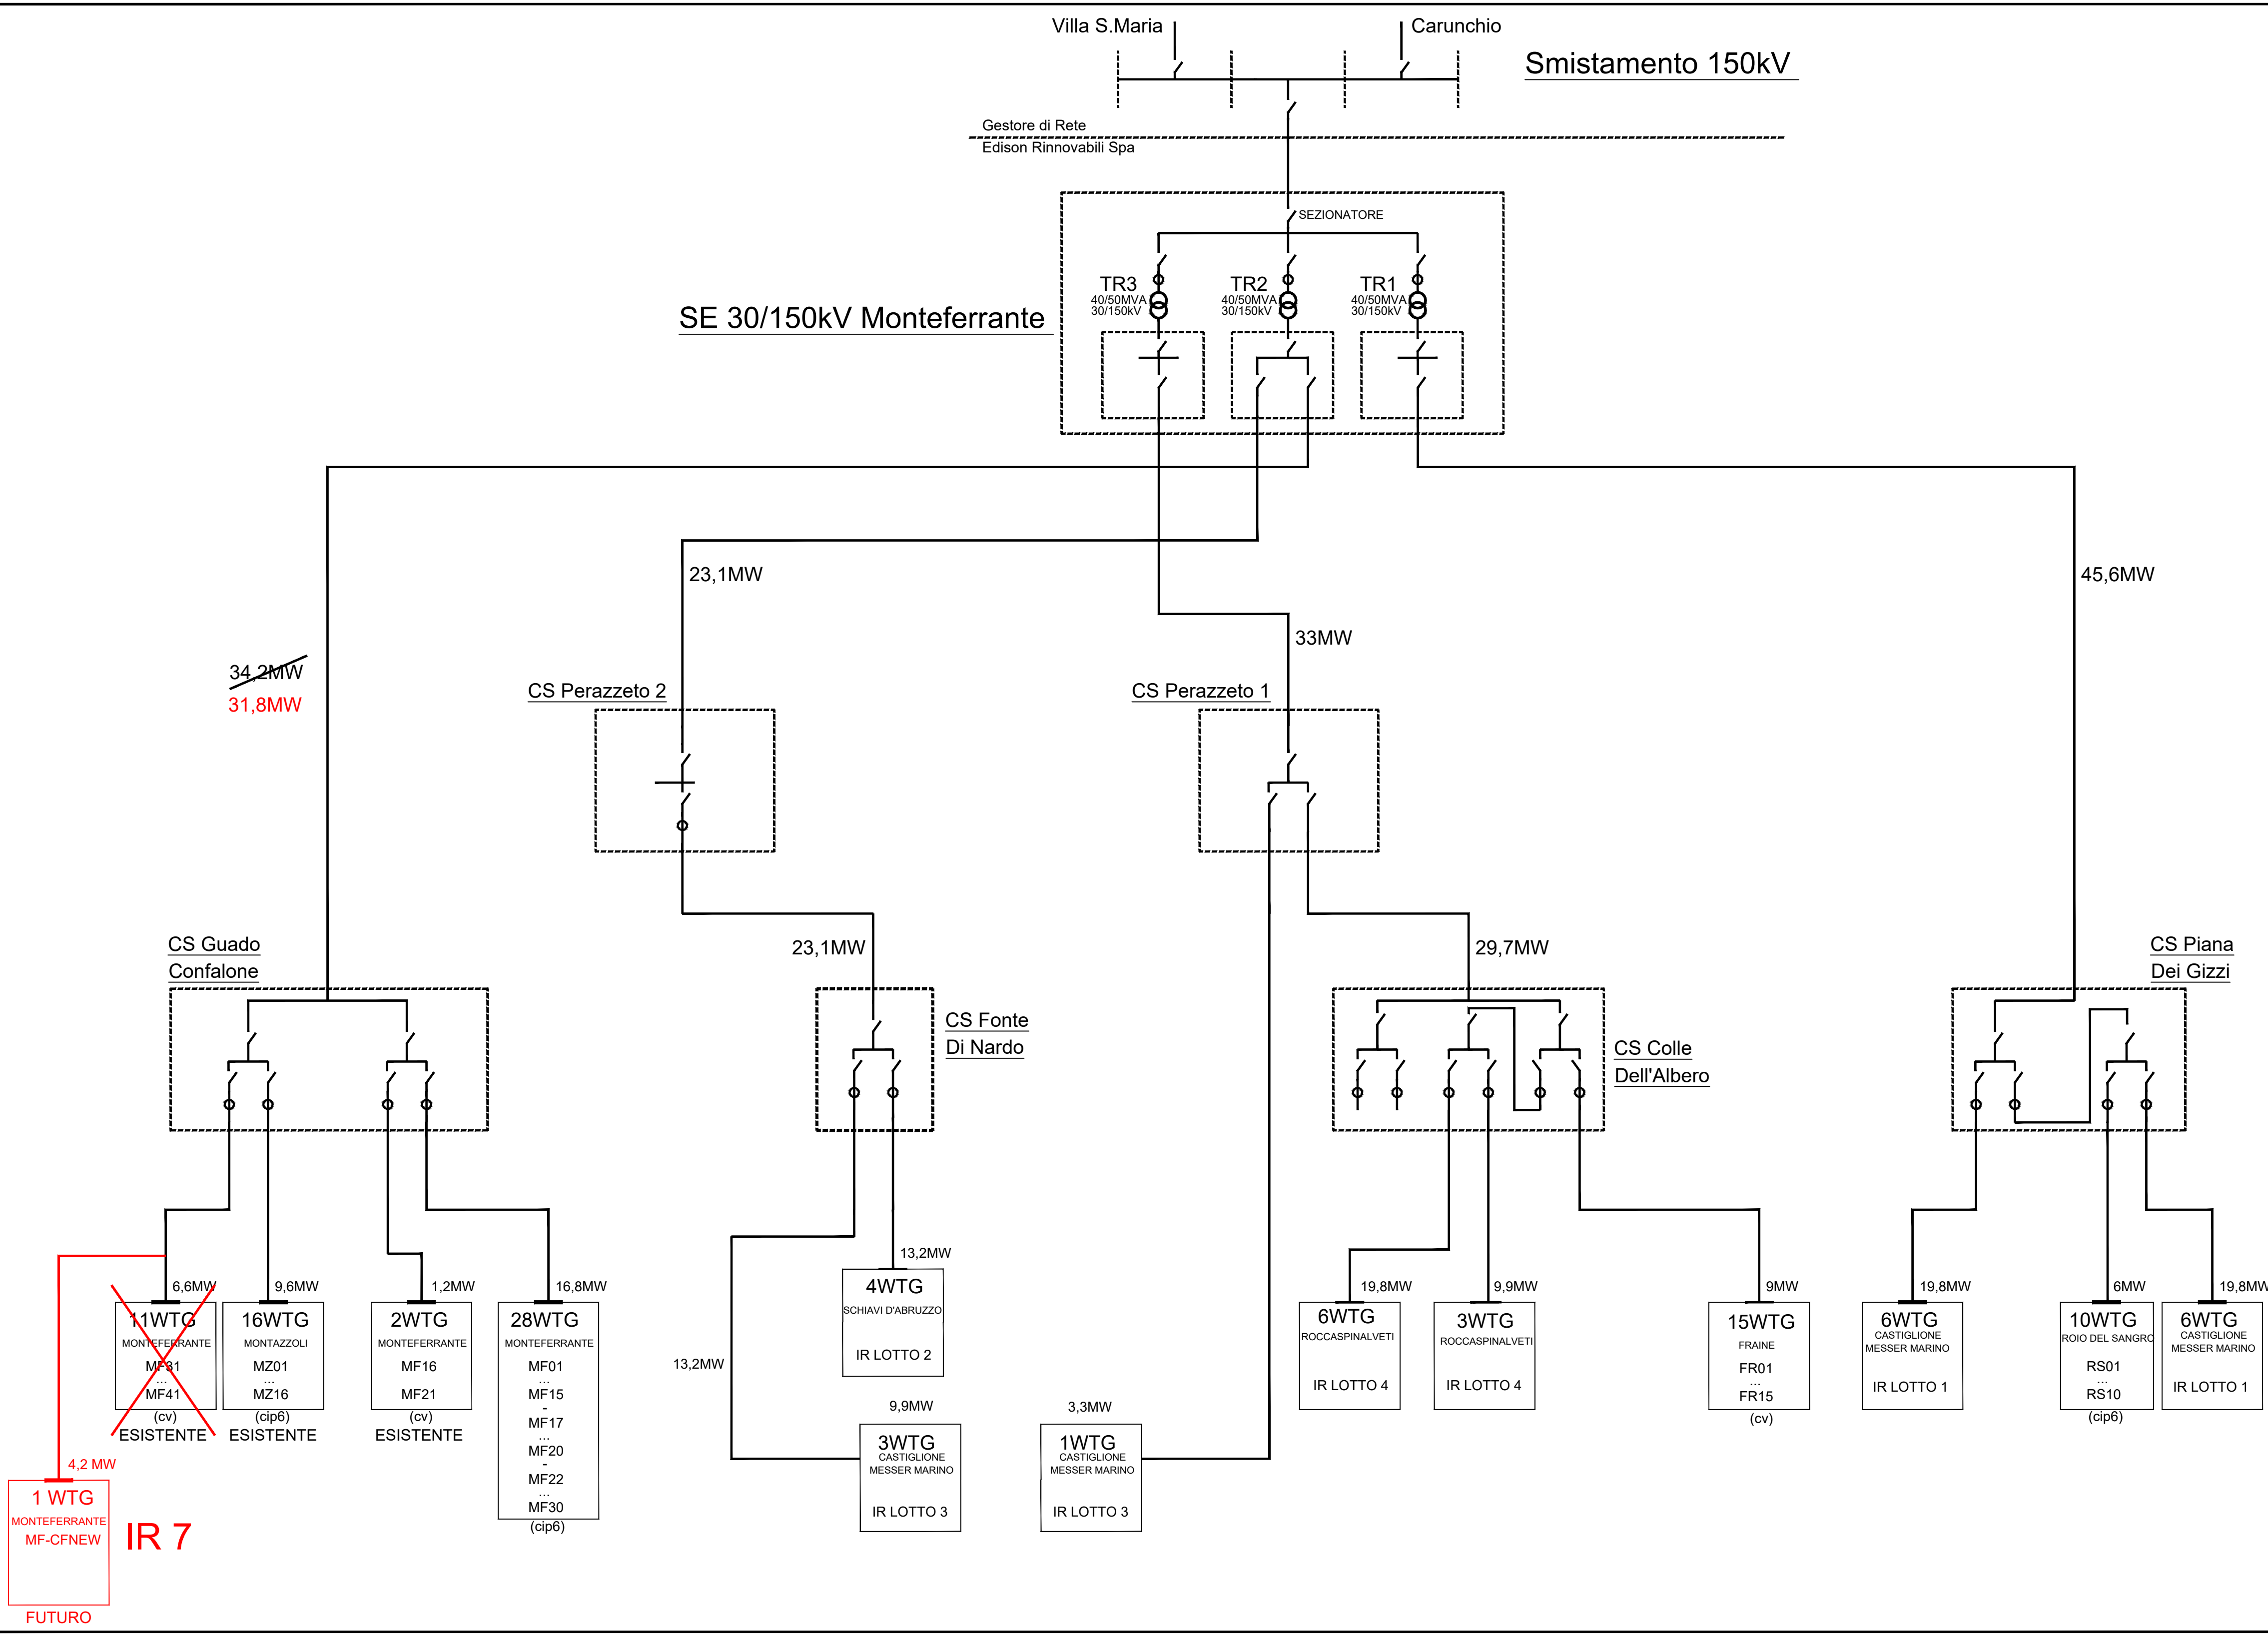 Villa S.Maria
Carunchio
Smistamento 150kV
Gestore di Rete
Edison Rinnovabili Spa
SEZIONATORE
TR3
40/50MVA
30/150kV
TR2
40/50MVA
30/150kV
TR1
40/50MVA
30/150kV
SE 30/150kV Monteferrante
23,1MW
45,6MW
33MW
34,2MW
31,8MW
CS Perazzeto 2
CS Perazzeto 1
CS Guado
Confalone
23,1MW
29,7MW
CS Piana
Dei Gizzi
CS Fonte
Di Nardo
CS Colle
Dell'Albero
6,6MW
11WTG
MONTEFERRANTE
MF31
...
MF41
(cv)
ESISTENTE
9,6MW
16WTG
MONTAZZOLI
MZ01
...
MZ16
(cip6)
ESISTENTE
1,2MW
2WTG
MONTEFERRANTE
MF16
MF21
(cv)
ESISTENTE
16,8MW
28WTG
MONTEFERRANTE
MF01
...
MF15
-
MF17
...
MF20
-
MF22
...
MF30
(cip6)
13,2MW
13,2MW
4WTG
SCHIAVI D'ABRUZZO
IR LOTTO 2
9,9MW
3WTG
CASTIGLIONE
MESSER MARINO
IR LOTTO 3
3,3MW
1WTG
CASTIGLIONE
MESSER MARINO
IR LOTTO 3
19,8MW
6WTG
ROCCASPINALVETI
IR LOTTO 4
9,9MW
3WTG
ROCCASPINALVETI
IR LOTTO 4
9MW
15WTG
FRAINE
FR01
...
FR15
(cv)
19,8MW
6WTG
CASTIGLIONE
MESSER MARINO
IR LOTTO 1
6MW
10WTG
ROIO DEL SANGRO
RS01
...
RS10
(cip6)
19,8MW
6WTG
CASTIGLIONE
MESSER MARINO
IR LOTTO 1
4,2 MW
1 WTG
MONTEFERRANTE
MF-CFNEW
IR 7
FUTURO